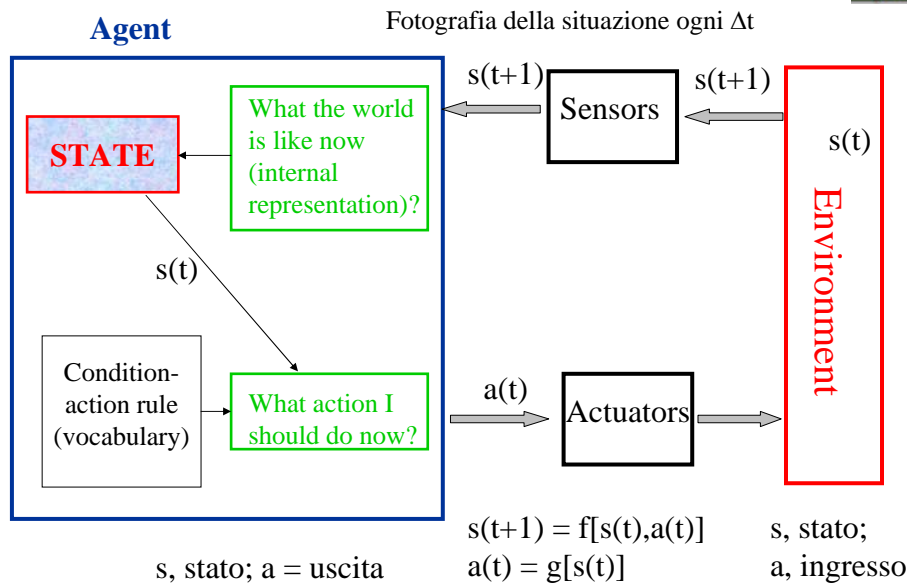 Fotografia della situazione ogni Δt
Agent
s(t+1)
s(t+1)
What the world
is like now
(internal
representation)?
Sensors
STATE
s(t)
Environment
s(t)
Condition-
action rule
(vocabulary)
What action I
should do now?
a(t)
Actuators
s(t+1) = f[s(t),a(t)]
a(t) = g[s(t)]
s, stato;
a, ingresso
s, stato; a = uscita